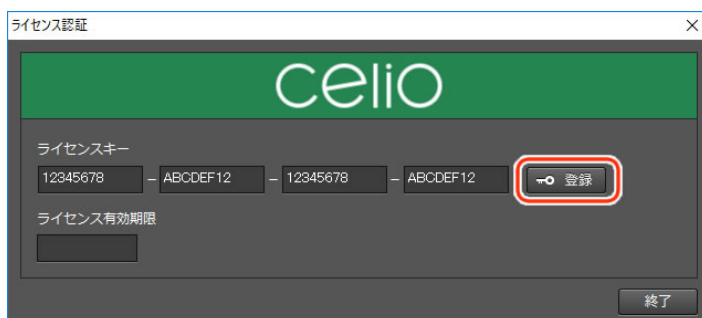 ライセンス認証
celio
ライセンスキー
12345678 – ABCDEF12 – 12345678 – ABCDEF12 登録
ライセンス有効期限
終了